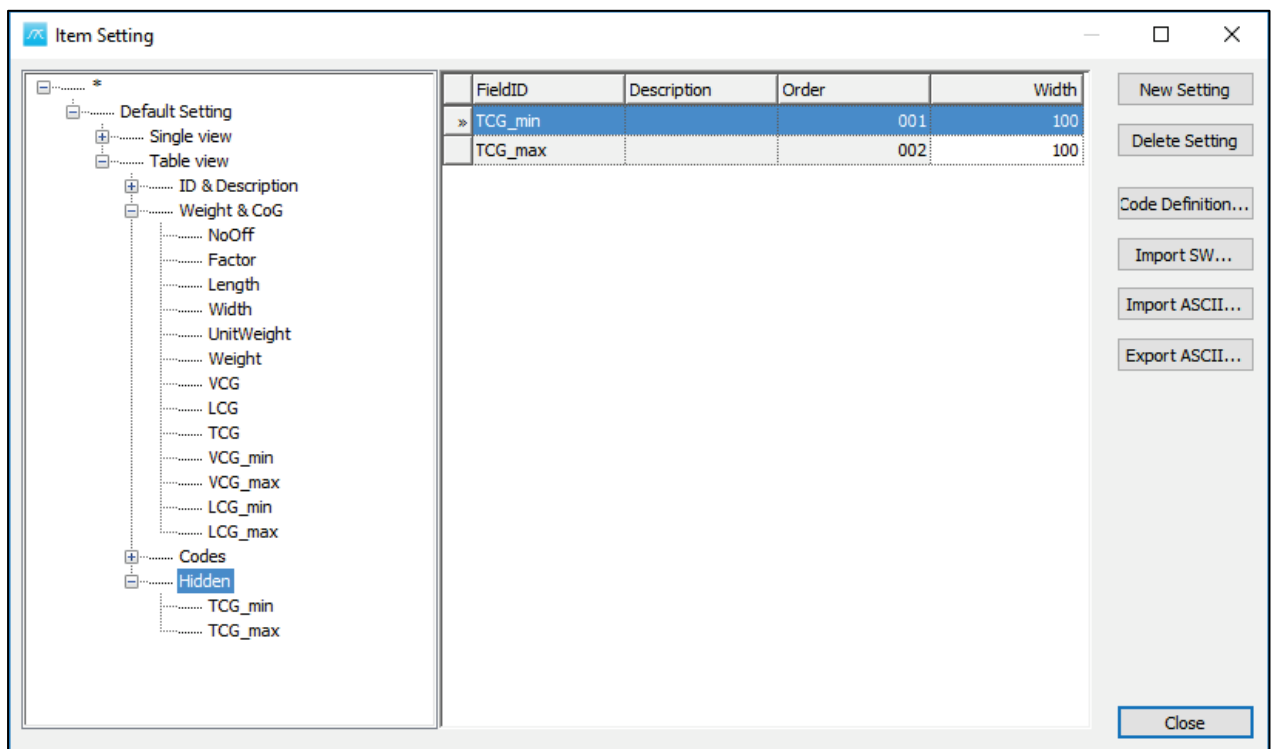 Item Setting
*
Default Setting
Single view
Table view
ID & Description
Weight & CoG
NoOff
Factor
Length
Width
UnitWeight
Weight
VCG
LCG
TCG
VCG_min
VCG_max
LCG_min
LCG_max
Codes
Hidden
TCG_min
TCG_max
FieldID Description Order Width
» TCG_min 001 100
TCG_max 002 100
New Setting
Delete Setting
Code Definition...
Import SW...
Import ASCII...
Export ASCII...
Close